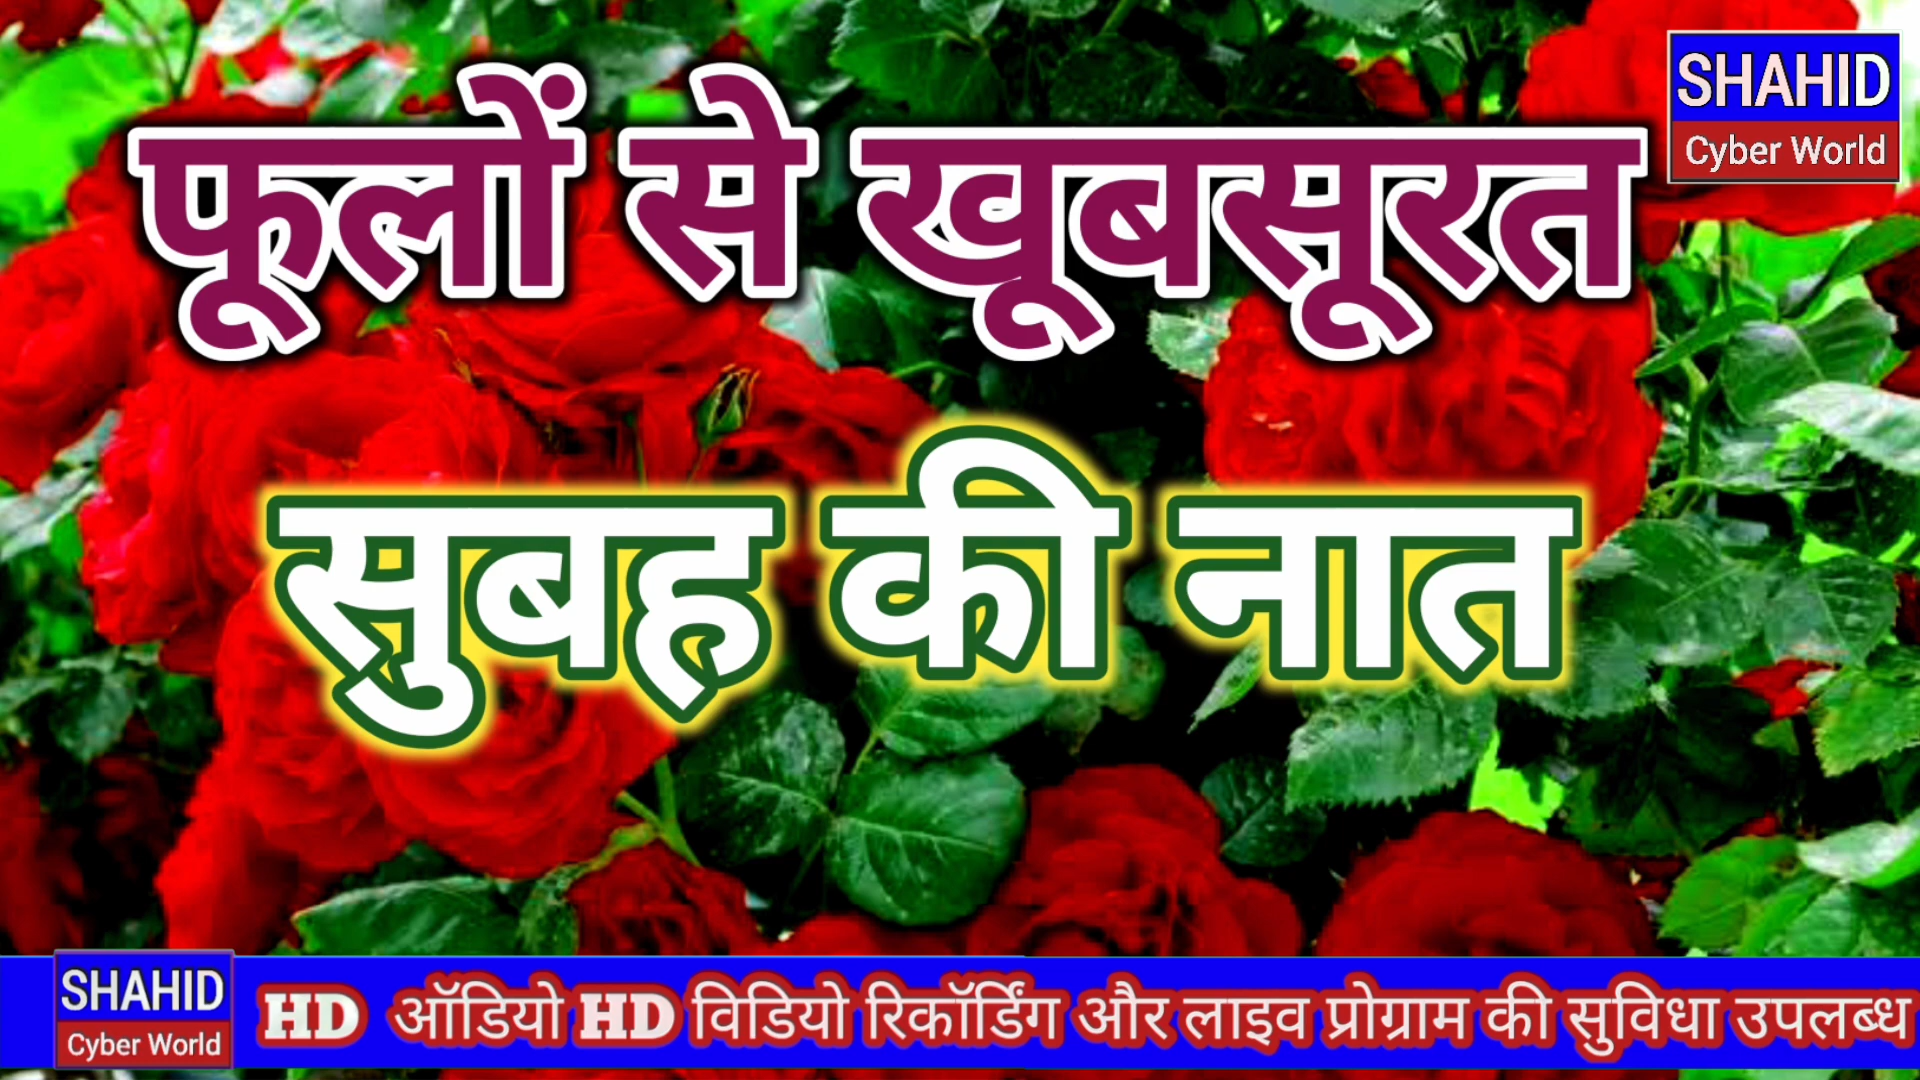 SHAHID
Cyber World
फूलों से खूबसूरत
सुबह की नात
SHAHID
Cyber World
HD ऑडियो HD विडियो रिकॉर्डिंग और लाइव प्रोग्राम की सुविधा उपलब्ध